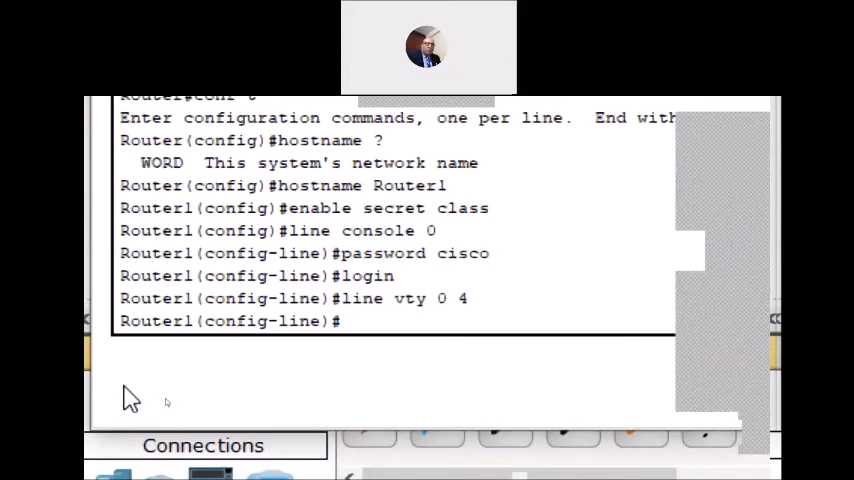 Router#conf t
Enter configuration commands, one per line. End with
Router(config)#hostname ?
WORD This system's network name
Router(config)#hostname Router1
Router1(config)#enable secret class
Router1(config)#line console 0
Router1(config-line)#password cisco
Router1(config-line)#login
Router1(config-line)#line vty 0 4
Router1(config-line)#
Connections